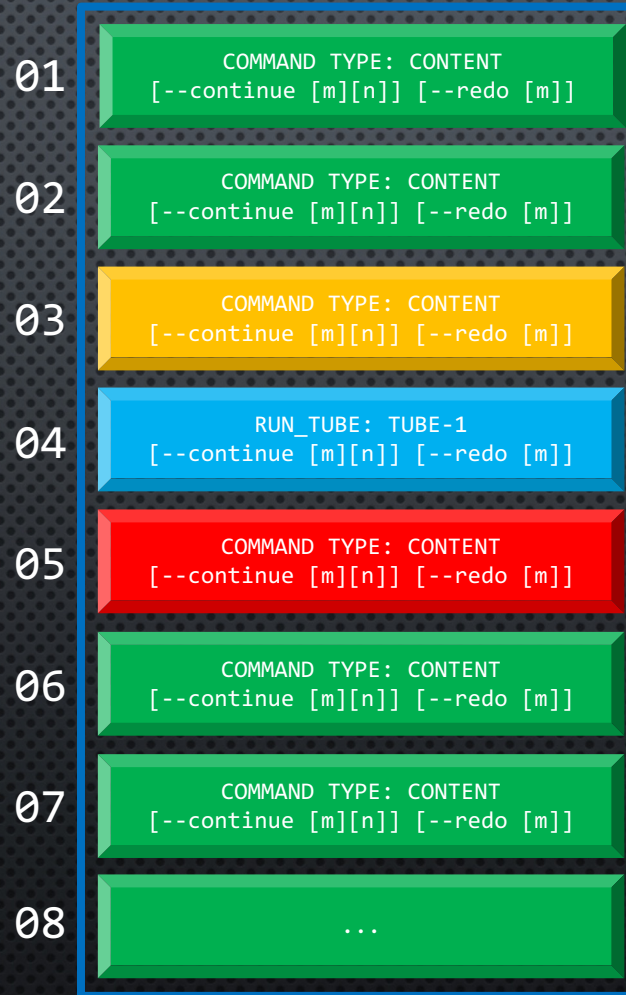 01
COMMAND TYPE: CONTENT
[--continue [m][n]] [--redo [m]]
02
COMMAND TYPE: CONTENT
[--continue [m][n]] [--redo [m]]
03
COMMAND TYPE: CONTENT
[--continue [m][n]] [--redo [m]]
04
RUN_TUBE: TUBE-1
[--continue [m][n]] [--redo [m]]
05
COMMAND TYPE: CONTENT
[--continue [m][n]] [--redo [m]]
06
COMMAND TYPE: CONTENT
[--continue [m][n]] [--redo [m]]
07
COMMAND TYPE: CONTENT
[--continue [m][n]] [--redo [m]]
08
...